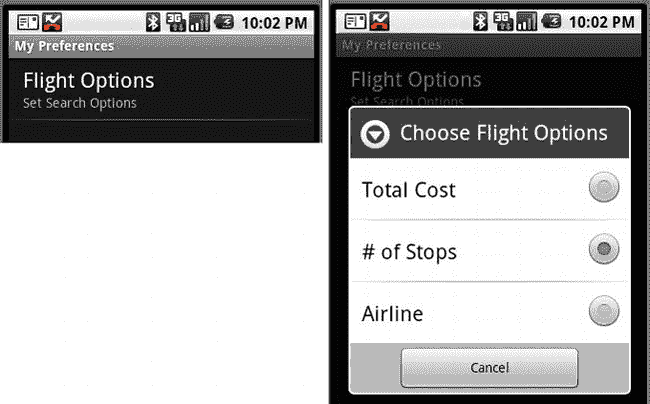 10:02 PM
My Preferences
Flight Options
Set Search Options
10:02 PM
My Preferences
Flight Options
Set Search Options
Choose Flight Options
Total Cost
# of Stops
Airline
Cancel